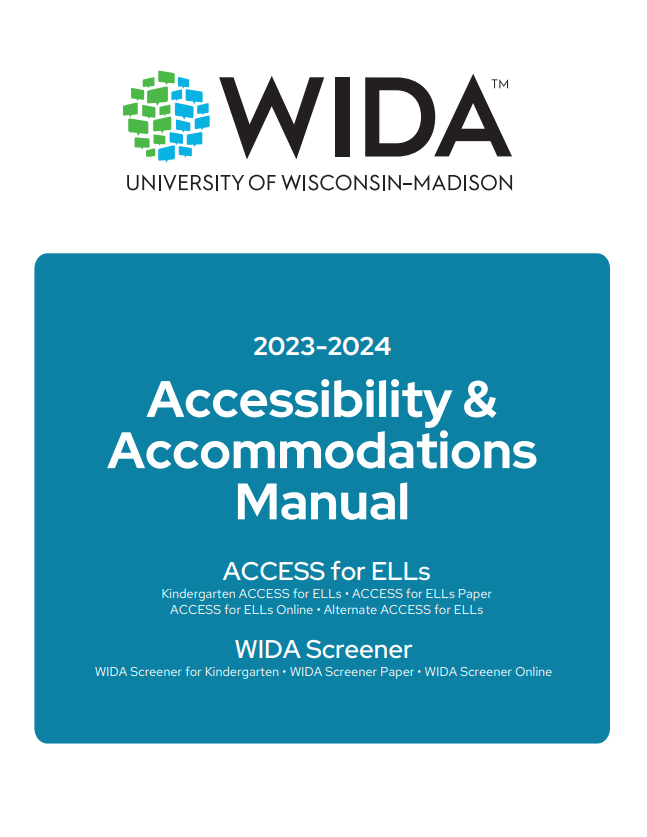 WIDA™
UNIVERSITY OF WISCONSIN–MADISON
2023-2024
Accessibility &
Accommodations
Manual
ACCESS for ELLs
Kindergarten ACCESS for ELLs • ACCESS for ELLs Paper
ACCESS for ELLs Online • Alternate ACCESS for ELLs
WIDA Screener
WIDA Screener for Kindergarten • WIDA Screener Paper • WIDA Screener Online